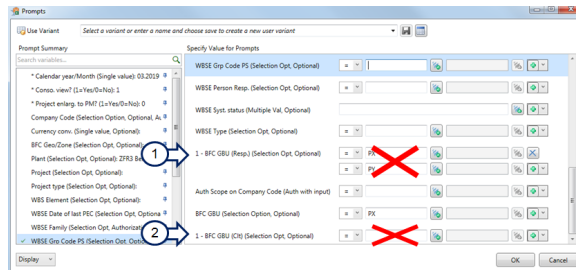 Prompts
Use Variant
Select a variant or enter a name and choose save to create a new user variant
Prompt Summary
Specify Value for Prompts
Search variables...
* Calendar year/Month (Single value): 03.2019
* Conso. view? (1=Yes/0=No): 1
* Project enlarg. to PM? (1=Yes/0=No): 0
Company Code (Selection Option, Optional, Au
Currency conv. (Single value, Optional):
BFC Geo/Zone (Selection Option, Optional):
Plant (Selection Optional): ZFR3 Be
Project (Selection Opt, Optional):
Project type (Selection Opt, Optional):
WBS Element (Selection Opt, Optional):
WBSE Date of last PEC (Selection Opt, Optiona
WBSE Family (Selection Opt, Authorizat
WBSE Grp Code PS (Selection Opt, Optio
WBSE Grp Code PS (Selection Opt, Optional)
=
WBSE Person Resp. (Selection Opt, Optional)
=
WBSE Syst. status (Multiple Val, Optional)
WBSE Type (Selection Opt, Optional)
=
1
1 - BFC GBU (Resp.) (Selection Opt, Optional)
=
PX
=
PY
Auth Scope on Company Code (Auth with input)
=
BFC GBU (Selection Option, Optional)
=
PX
2
1 - BFC GBU (Clt) (Selection Opt, Optional)
=
Display
OK
Cancel